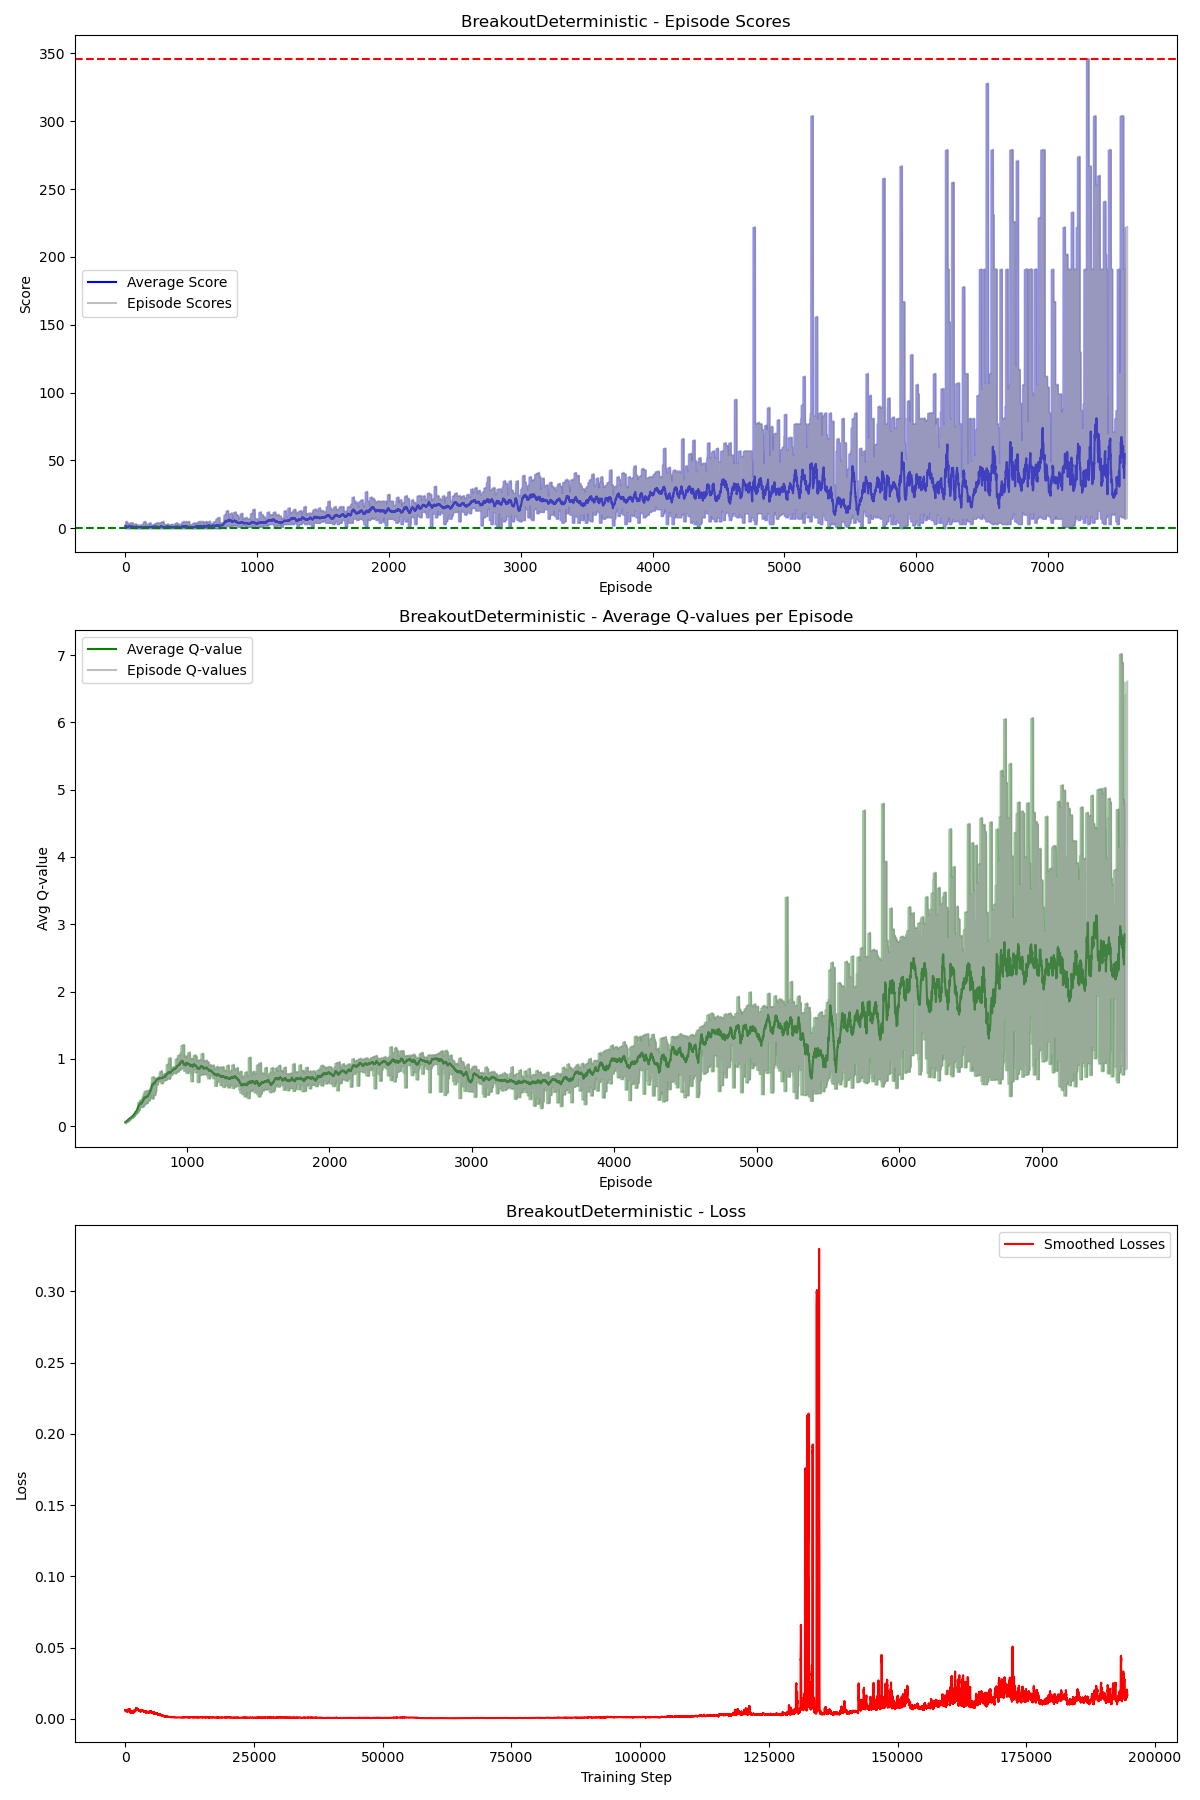 BreakoutDeterministic - Episode Scores
350
300
250
200
150
100
50
0
Score
Average Score
Episode Scores
0 1000 2000 3000 4000 5000 6000 7000
Episode
BreakoutDeterministic - Average Q-values per Episode
7
6
5
4
3
2
1
0
Avg Q-value
Average Q-value
Episode Q-values
1000 2000 3000 4000 5000 6000 7000
Episode
BreakoutDeterministic - Loss
0.30
0.25
0.20
0.15
0.10
0.05
0.00
Loss
Smoothed Losses
0 25000 50000 75000 100000 125000 150000 175000 200000
Training Step